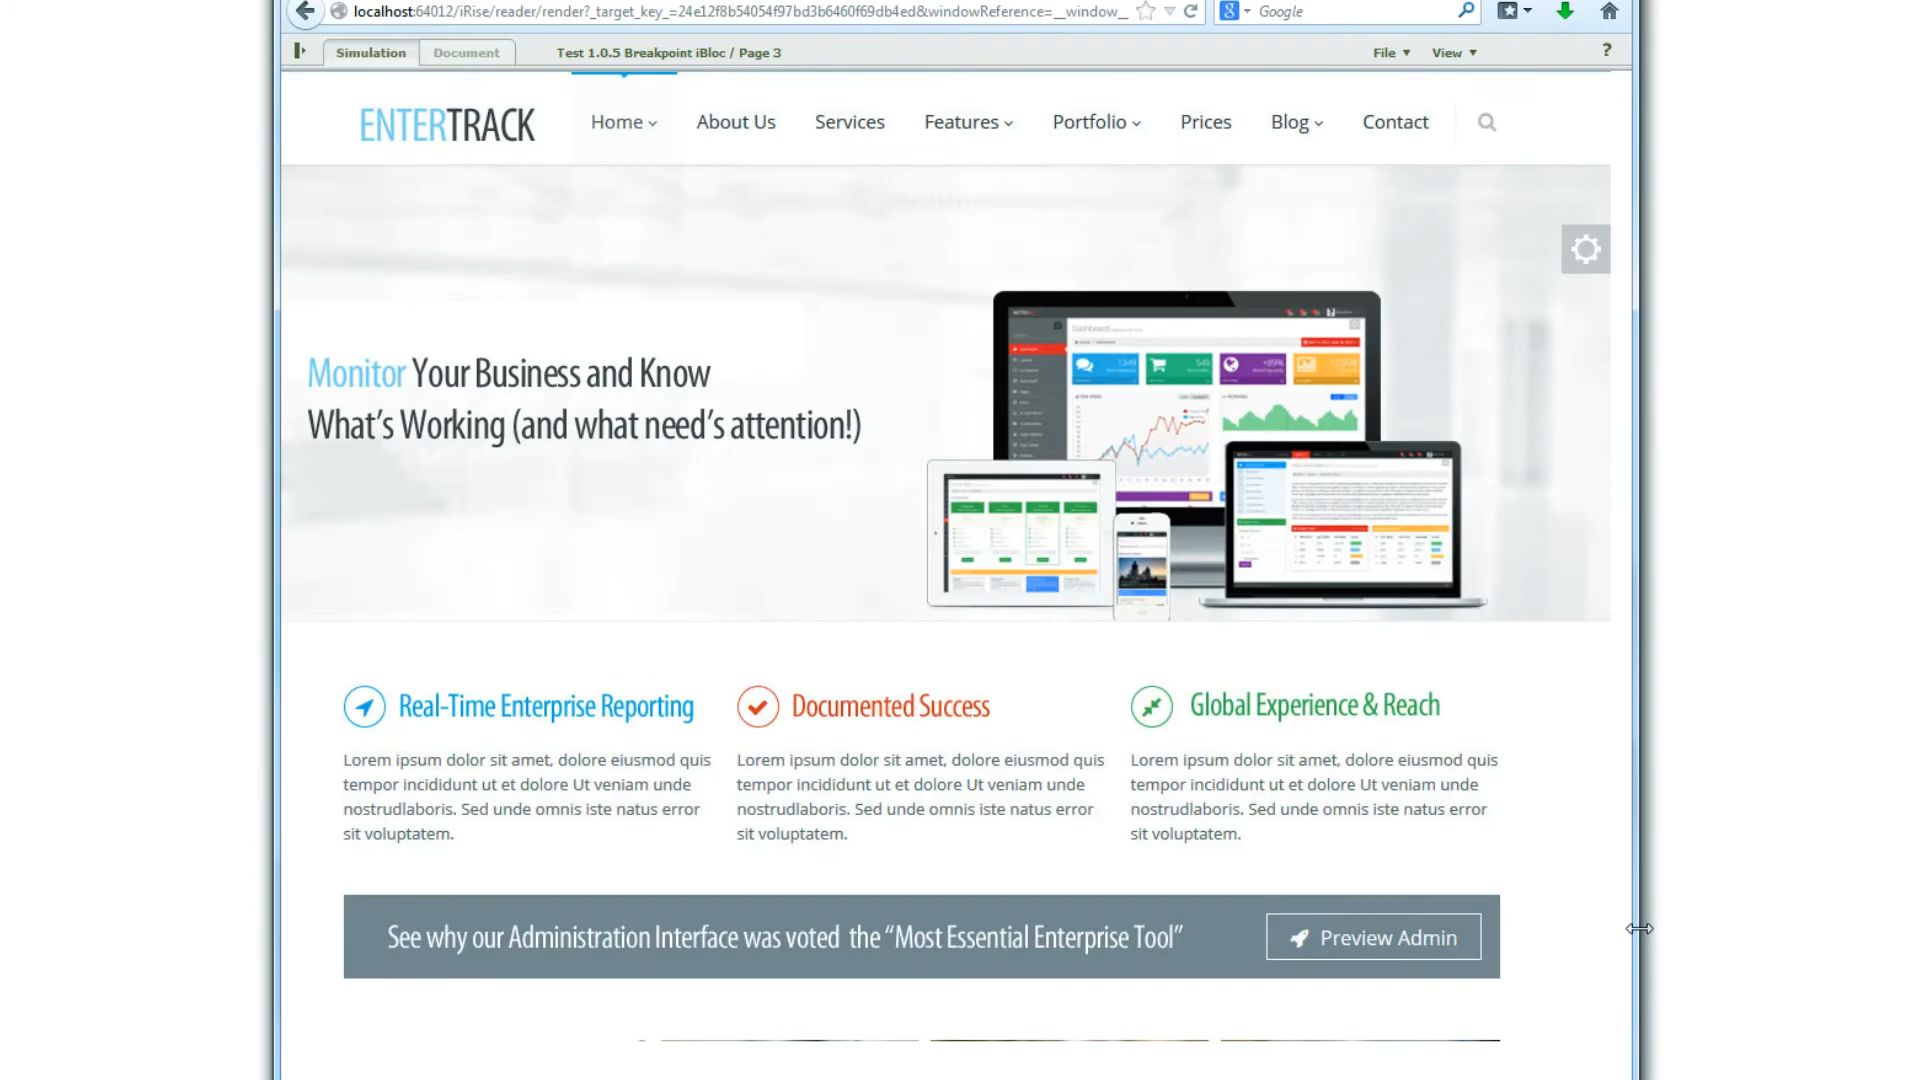 localhost:64012/iRise/reader/render?_target_key_=24e12f8b54054f97bd3b6460f69db4ed&windowReference=__window_
Google
Simulation
Document
Test 1.0.5 Breakpoint iBloc / Page 3
File
View
?
ENTERTRACK
Home
About Us
Services
Features
Portfolio
Prices
Blog
Contact
Monitor Your Business and Know
What's Working (and what need's attention!)
Dashboard
Real-Time Enterprise Reporting
Lorem ipsum dolor sit amet, dolore eiusmod quis
tempor incididunt ut et dolore Ut veniam unde
nostrudlaboris. Sed unde omnis iste natus error
sit voluptatem.
Documented Success
Lorem ipsum dolor sit amet, dolore eiusmod quis
tempor incididunt ut et dolore Ut veniam unde
nostrudlaboris. Sed unde omnis iste natus error
sit voluptatem.
Global Experience & Reach
Lorem ipsum dolor sit amet, dolore eiusmod quis
tempor incididunt ut et dolore Ut veniam unde
nostrudlaboris. Sed unde omnis iste natus error
sit voluptatem.
See why our Administration Interface was voted the “Most Essential Enterprise Tool”
Preview Admin